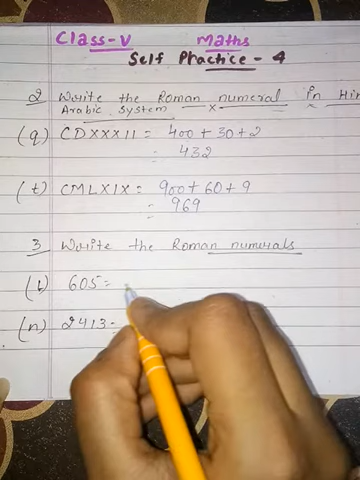 Class-V Maths
Self Practice - 4
2 Write the Roman numeral in Hin
Arabic System
(q) CDXXXII = 400 + 30 + 2
= 432
(t) CMLXIX = 900 + 60 + 9
= 969
3 Write the Roman numerals
605 =
(n) 2413 =